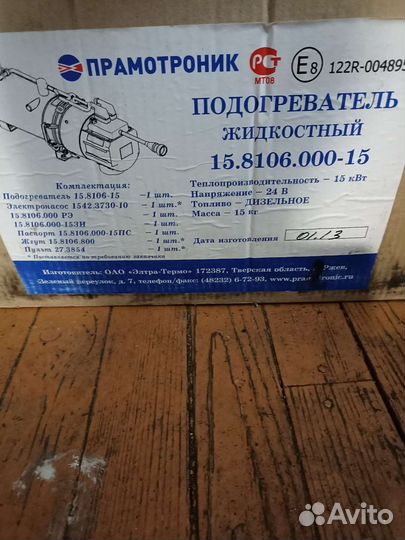 ПРАМОТРОНИК
РСТ
МТ08
E8
122R-004895
ПОДОГРЕВАТЕЛЬ
ЖИДКОСТНЫЙ
15.8106.000-15
Комплектация:
Подогреватель 15.8106-15 – 1 шт.
Электронасос 1542.3730-10 – 1 шт.*
15.8106.000 РЭ – 1 шт.
15.8106.000-15ЗИ – 1 шт.
Паспорт 15.8106.000-15ПС – 1 шт.
Жгут 15.8106.800 – 1 шт.*
Пульт 27.3854 – 1 шт.*
* Поставляется по требованию заказчика
Теплопроизводительность – 15 кВт
Напряжение – 24 В
Топливо – ДИЗЕЛЬНОЕ
Масса – 15 кг
Дата изготовления 01.13
Изготовитель: ОАО «Элтра-Термо» 172387, Тверская область, Ржев,
Зеленый переулок, д. 7, телефон/факс: (48232) 6-72-93,
Avito